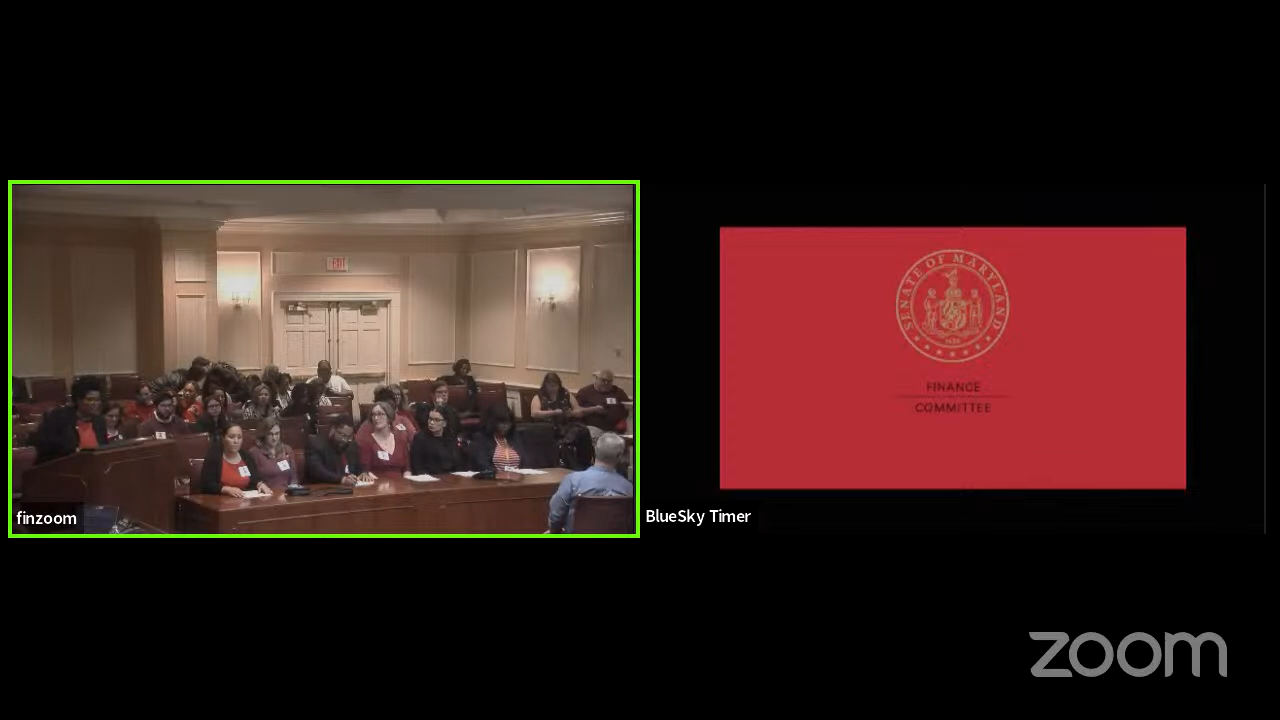 EXIT
finzoom
SENATE OF MARYLAND
FINANCE
COMMITTEE
BlueSky Timer
zoom